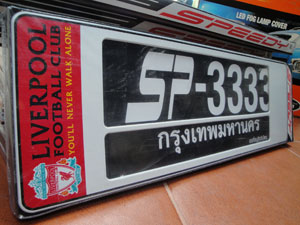 LED FOG LAMP COVER
LIVERPOOL
FOOTBALL CLUB
YOU'LL NEVER WALK ALONE
SP-3333
กรุงเทพมหานคร